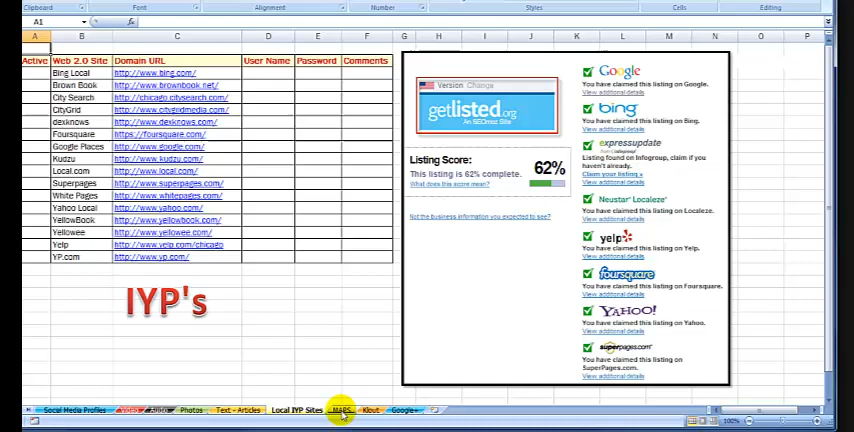 Clipboard Font Alignment Number Styles Cells Editing
A1 fx
A B C D E F G H I J K L M N O P
Active Web 2.0 Site Domain URL User Name Password Comments
Bing Local http://www.bing.com/
Brown Book http://www.brownbook.net/
City Search http://chicago.citysearch.com/
CityGrid http://www.citygridmedia.com/
dexknows http://www.dexknows.com/
Foursquare https://foursquare.com/
Google Places http://www.google.com/
Kudzu http://www.kudzu.com/
Local.com http://www.local.com/
Superpages http://www.superpages.com/
White Pages http://www.whitepages.com/
Yahoo Local http://www.yahoo.com/
YellowBook http://www.yellowbook.com/
Yellowee http://www.yellowee.com/
Yelp http://www.yelp.com/chicago
YP.com http://www.yp.com/
IYP's
Version Change
getlisted.org
An SEOmoz Site
Listing Score:
This listing is 62% complete.
What does this score mean?
62%
Not the business information you expected to see?
Google
You have claimed this listing on Google.
View additional details
bing
You have claimed this listing on Bing.
View additional details
expressupdate
from infogroup
Listing found on Infogroup, claim if you
haven't already.
Claim your listing »
View additional details
Neustar Localeze
You have claimed this listing on Localeze.
View additional details
yelp
You have claimed this listing on Yelp.
View additional details
foursquare
You have claimed this listing on Foursquare.
View additional details
YAHOO!
You have claimed this listing on Yahoo.
View additional details
superpages.com
You have claimed this listing on
SuperPages.com.
View additional details
Social Media Profiles Video Audio Photos Text - Articles Local IYP Sites MAPS Klout Google+
100%